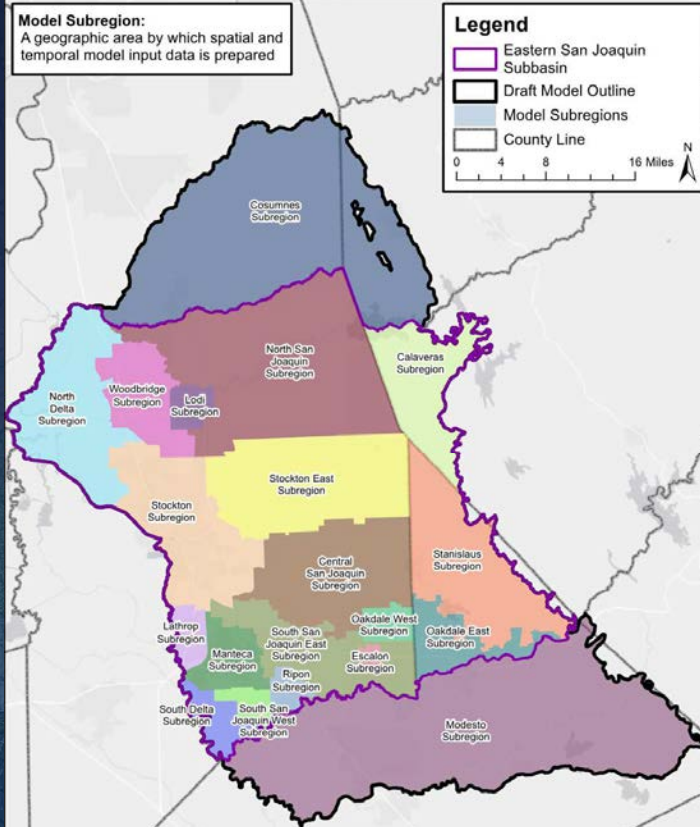 Model Subregion:
A geographic area by which spatial and
temporal model input data is prepared
Legend
Eastern San Joaquin
Subbasin
Draft Model Outline
Model Subregions
County Line
0 4 8 16 Miles
N
Cosumnes
Subregion
North San
Joaquin
Subregion
Calaveras
Subregion
North
Delta
Subregion
Woodbridge
Subregion
Lodi
Subregion
Stockton East
Subregion
Stockton
Subregion
Central
San Joaquin
Subregion
Stanislaus
Subregion
Lathrop
Subregion
Manteca
Subregion
South San
Joaquin East
Subregion
Oakdale West
Subregion
Oakdale East
Subregion
Escalon
Subregion
Ripon
Subregion
South Delta
Subregion
South San
Joaquin West
Subregion
Modesto
Subregion